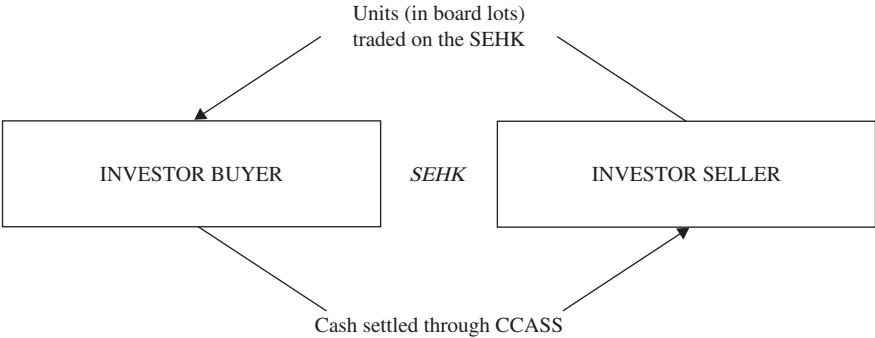 Units (in board lots)
traded on the SEHK
INVESTOR BUYER
SEHK
INVESTOR SELLER
Cash settled through CCASS